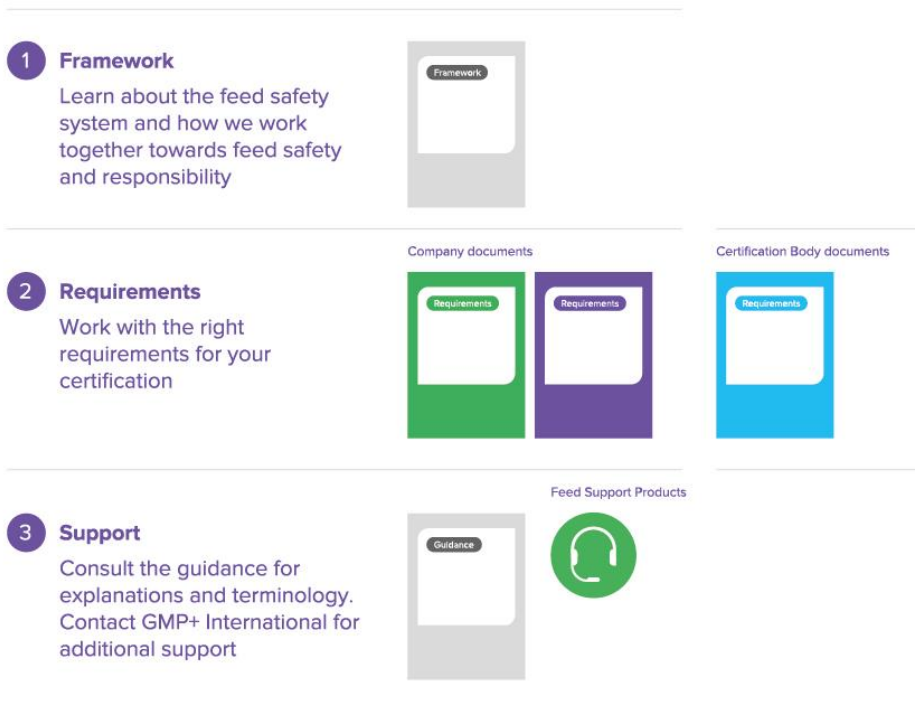 1
Framework
Learn about the feed safety
system and how we work
together towards feed safety
and responsibility
Framework
Company documents
Certification Body documents
2
Requirements
Work with the right
requirements for your
certification
Requirements
Requirements
Requirements
Feed Support Products
3
Support
Consult the guidance for
explanations and terminology.
Contact GMP+ International for
additional support
Guidance